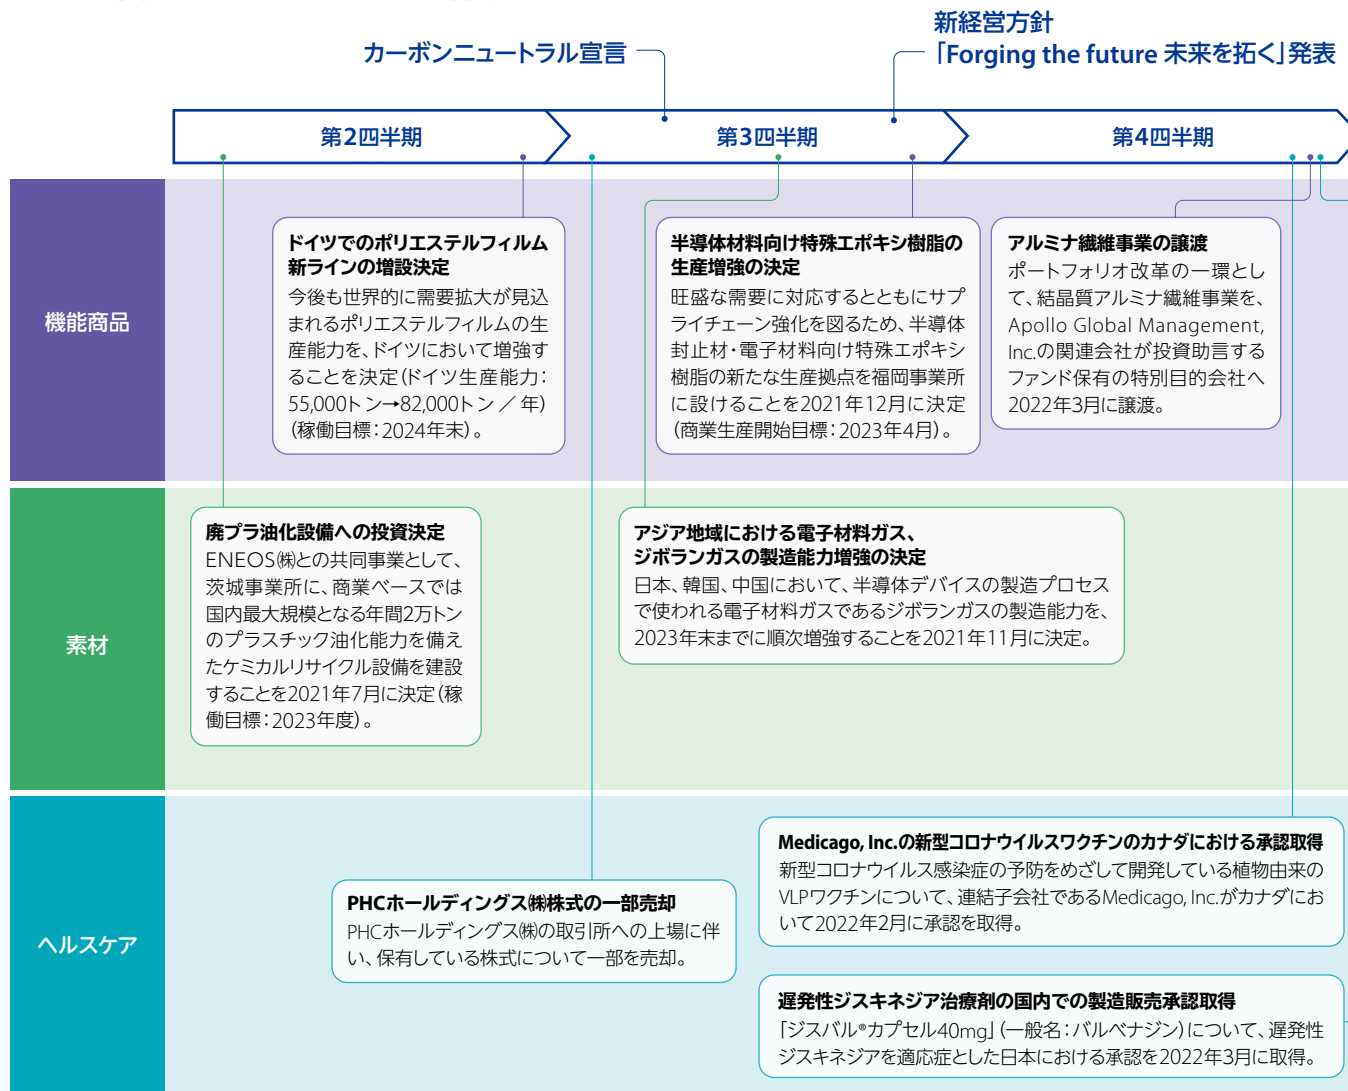 カーボンニュートラル宣言
新経営方針
「Forging the future 未来を拓く」発表
第2四半期
第3四半期
第4四半期
機能商品
ドイツでのポリエステルフィルム
新ラインの増設決定
今後も世界的に需要拡大が見込
まれるポリエステルフィルムの生
産能力を、ドイツにおいて増強す
ることを決定(ドイツ生産能力：
55,000トン→82,000トン／年)
(稼働目標：2024年末)。
半導体材料向け特殊エポキシ樹脂の
生産増強の決定
旺盛な需要に対応するとともにサプ
ライチェーン強化を図るため、半導体
封止材・電子材料向け特殊エポキシ
樹脂の新たな生産拠点を福岡事業所
に設けることを2021年12月に決定
(商業生産開始目標：2023年4月)。
アルミナ繊維事業の譲渡
ポートフォリオ改革の一環とし
て、結晶質アルミナ繊維事業を、
Apollo Global Management,
Inc.の関連会社が投資助言する
ファンド保有の特別目的会社へ
2022年3月に譲渡。
素材
廃プラ油化設備への投資決定
ENEOS㈱との共同事業として、
茨城事業所に、商業ベースでは
国内最大規模となる年間2万トン
のプラスチック油化能力を備え
たケミカルリサイクル設備を建設
することを2021年7月に決定(稼
働目標：2023年度)。
アジア地域における電子材料ガス、
ジボランガスの製造能力増強の決定
日本、韓国、中国において、半導体デバイスの製造プロセス
で使われる電子材料ガスであるジボランガスの製造能力を、
2023年末までに順次増強することを2021年11月に決定。
ヘルスケア
PHCホールディングス㈱株式の一部売却
PHCホールディングス㈱の取引所への上場に伴
い、保有している株式について一部を売却。
Medicago, Inc.の新型コロナウイルスワクチンのカナダにおける承認取得
新型コロナウイルス感染症の予防をめざして開発している植物由来の
VLPワクチンについて、連結子会社であるMedicago, Inc.がカナダにお
いて2022年2月に承認を取得。
遅発性ジスキネジア治療剤の国内での製造販売承認取得
「ジスバル®カプセル40mg」(一般名：バルベナジン)について、遅発性
ジスキネジアを適応症とした日本における承認を2022年3月に取得。